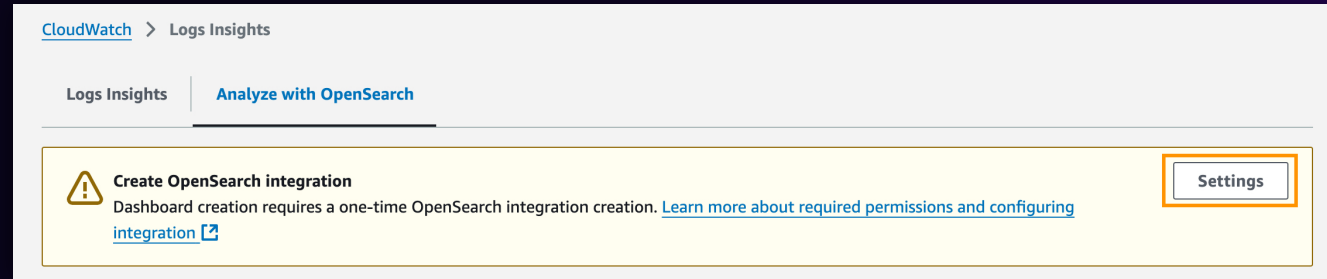 CloudWatch > Logs Insights
Logs Insights
Analyze with OpenSearch
Create OpenSearch integration
Settings
Dashboard creation requires a one-time OpenSearch integration creation. Learn more about required permissions and configuring
integration